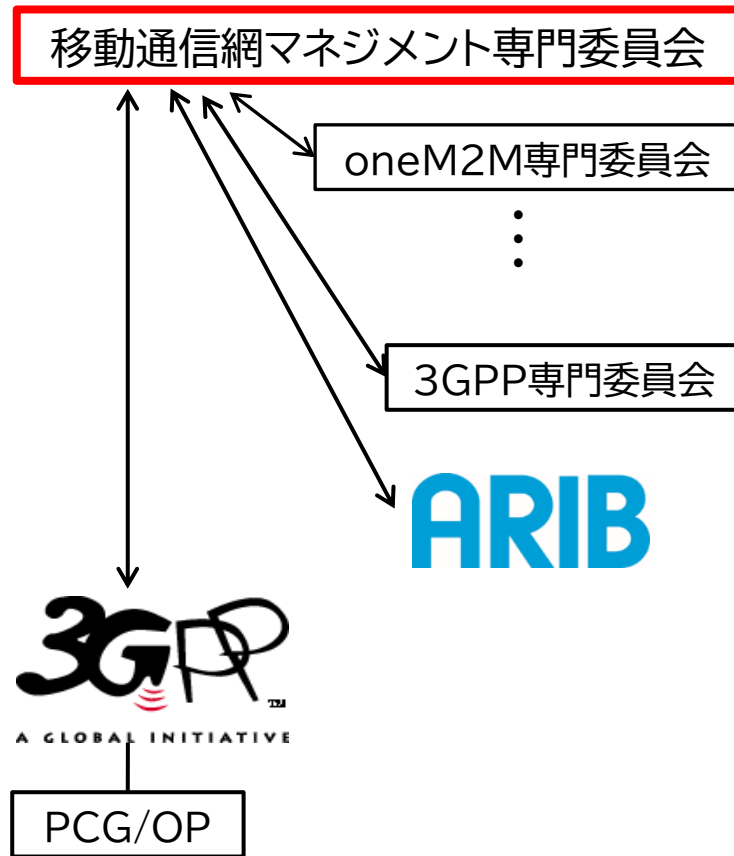 移動通信網マネジメント専門委員会
oneM2M専門委員会
3GPP専門委員会
ARIB
3GPP
TM
A GLOBAL INITIATIVE
PCG/OP